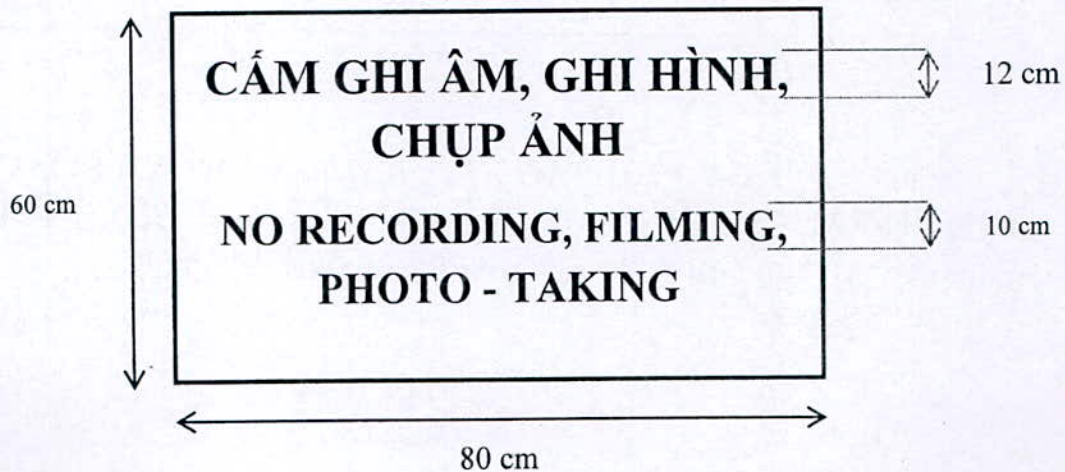 CẤM GHI ÂM, GHI HÌNH,
12 cm
CHỤP ẢNH
60 cm
NO RECORDING, FILMING,
10 cm
PHOTO - TAKING
80 cm